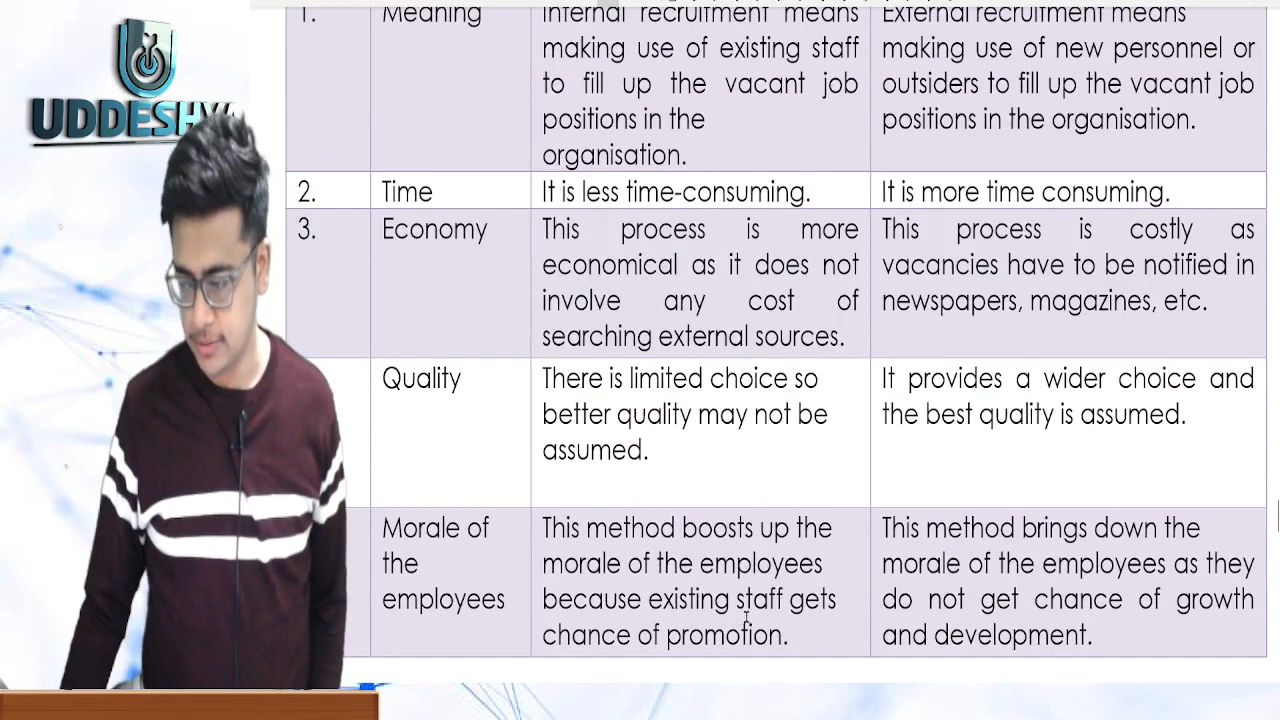 UDDESHYA
1.
Meaning
Internal recruitment means
making use of existing staff
to fill up the vacant job
positions in the
organisation.
External recruitment means
making use of new personnel or
outsiders to fill up the vacant job
positions in the organisation.
2.
Time
It is less time-consuming.
It is more time consuming.
3.
Economy
This process is more
economical as it does not
involve any cost of
searching external sources.
This process is costly as
vacancies have to be notified in
newspapers, magazines, etc.
Quality
There is limited choice so
better quality may not be
assumed.
It provides a wider choice and
the best quality is assumed.
Morale of
the
employees
This method boosts up the
morale of the employees
because existing staff gets
chance of promotion.
This method brings down the
morale of the employees as they
do not get chance of growth
and development.